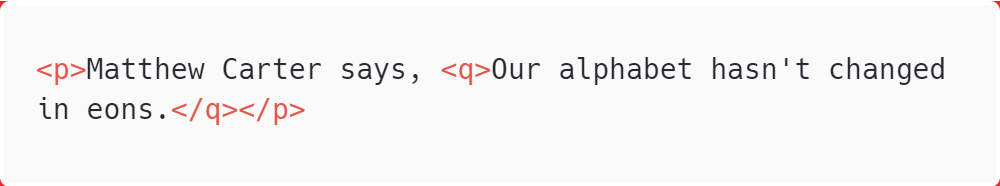 <p>Matthew Carter says, <q>Our alphabet hasn't changed
in eons.</q></p>